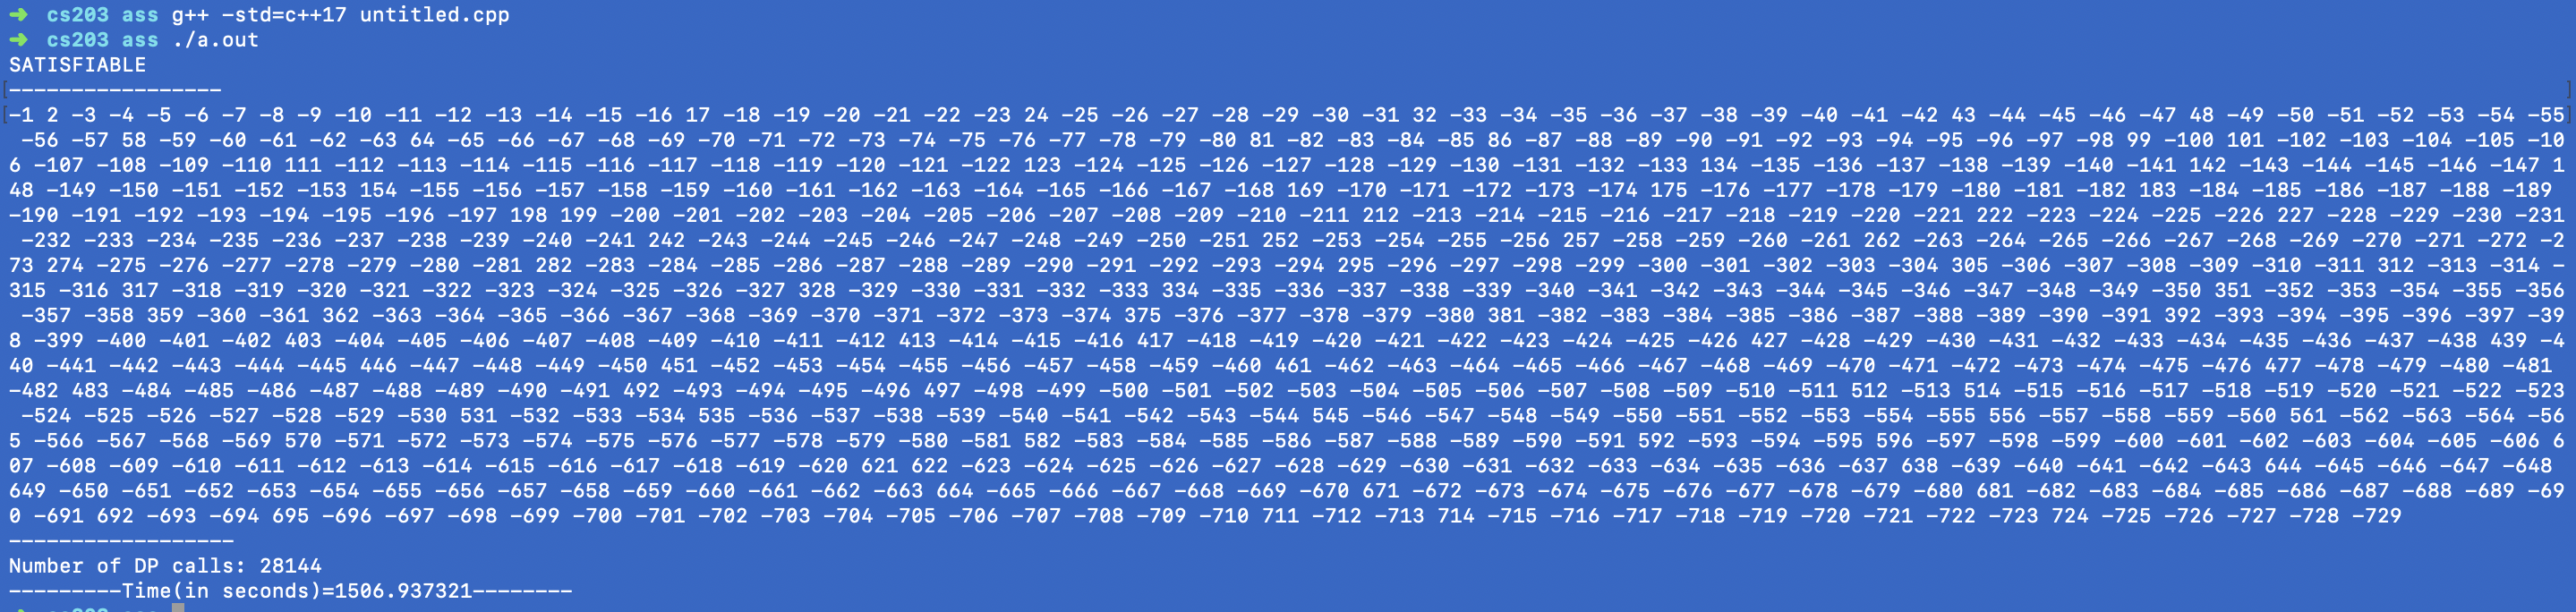 ➜ cs203 ass g++ -std=c++17 untitled.cpp
➜ cs203 ass ./a.out
SATISFIABLE
[-----------------]
[-1 2 -3 -4 -5 -6 -7 -8 -9 -10 -11 -12 -13 -14 -15 -16 17 -18 -19 -20 -21 -22 -23 24 -25 -26 -27 -28 -29 -30 -31 32 -33 -34 -35 -36 -37 -38 -39 -40 -41 -42 43 -44 -45 -46 -47 48 -49 -50 -51 -52 -53 -54 -55]
-56 -57 58 -59 -60 -61 -62 -63 64 -65 -66 -67 -68 -69 -70 -71 -72 -73 -74 -75 -76 -77 -78 -79 -80 81 -82 -83 -84 -85 86 -87 -88 -89 -90 -91 -92 -93 -94 -95 -96 -97 -98 99 -100 101 -102 -103 -104 -105 -10
6 -107 -108 -109 -110 111 -112 -113 -114 -115 -116 -117 -118 -119 -120 -121 -122 123 -124 -125 -126 -127 -128 -129 -130 -131 -132 -133 134 -135 -136 -137 -138 -139 -140 -141 142 -143 -144 -145 -146 -147 1
48 -149 -150 -151 -152 -153 154 -155 -156 -157 -158 -159 -160 -161 -162 -163 -164 -165 -166 -167 -168 169 -170 -171 -172 -173 -174 175 -176 -177 -178 -179 -180 -181 -182 183 -184 -185 -186 -187 -188 -189
-190 -191 -192 -193 -194 -195 -196 -197 198 199 -200 -201 -202 -203 -204 -205 -206 -207 -208 -209 -210 -211 212 -213 -214 -215 -216 -217 -218 -219 -220 -221 222 -223 -224 -225 -226 227 -228 -229 -230 -231
-232 -233 -234 -235 -236 -237 -238 -239 -240 -241 242 -243 -244 -245 -246 -247 -248 -249 -250 -251 252 -253 -254 -255 -256 257 -258 -259 -260 -261 262 -263 -264 -265 -266 -267 -268 -269 -270 -271 -272 -2
73 274 -275 -276 -277 -278 -279 -280 -281 282 -283 -284 -285 -286 -287 -288 -289 -290 -291 -292 -293 -294 295 -296 -297 -298 -299 -300 -301 -302 -303 -304 305 -306 -307 -308 -309 -310 -311 312 -313 -314 -
315 -316 317 -318 -319 -320 -321 -322 -323 -324 -325 -326 -327 328 -329 -330 -331 -332 -333 334 -335 -336 -337 -338 -339 -340 -341 -342 -343 -344 -345 -346 -347 -348 -349 -350 351 -352 -353 -354 -355 -356
-357 -358 359 -360 -361 362 -363 -364 -365 -366 -367 -368 -369 -370 -371 -372 -373 -374 375 -376 -377 -378 -379 -380 381 -382 -383 -384 -385 -386 -387 -388 -389 -390 -391 392 -393 -394 -395 -396 -397 -39
8 -399 -400 -401 -402 403 -404 -405 -406 -407 -408 -409 -410 -411 -412 413 -414 -415 -416 417 -418 -419 -420 -421 -422 -423 -424 -425 -426 427 -428 -429 -430 -431 -432 -433 -434 -435 -436 -437 -438 439 -4
40 -441 -442 -443 -444 -445 446 -447 -448 -449 -450 451 -452 -453 -454 -455 -456 -457 -458 -459 -460 461 -462 -463 -464 -465 -466 -467 -468 -469 -470 -471 -472 -473 -474 -475 -476 477 -478 -479 -480 -481
-482 483 -484 -485 -486 -487 -488 -489 -490 -491 492 -493 -494 -495 -496 497 -498 -499 -500 -501 -502 -503 -504 -505 -506 -507 -508 -509 -510 -511 512 -513 514 -515 -516 -517 -518 -519 -520 -521 -522 -523
-524 -525 -526 -527 -528 -529 -530 531 -532 -533 -534 535 -536 -537 -538 -539 -540 -541 -542 -543 -544 545 -546 -547 -548 -549 -550 -551 -552 -553 -554 -555 556 -557 -558 -559 -560 561 -562 -563 -564 -56
5 -566 -567 -568 -569 570 -571 -572 -573 -574 -575 -576 -577 -578 -579 -580 -581 582 -583 -584 -585 -586 -587 -588 -589 -590 -591 592 -593 -594 -595 596 -597 -598 -599 -600 -601 -602 -603 -604 -605 -606 6
07 -608 -609 -610 -611 -612 -613 -614 -615 -616 -617 -618 -619 -620 621 622 -623 -624 -625 -626 -627 -628 -629 -630 -631 -632 -633 -634 -635 -636 -637 638 -639 -640 -641 -642 -643 644 -645 -646 -647 -648
649 -650 -651 -652 -653 -654 -655 -656 -657 -658 -659 -660 -661 -662 -663 664 -665 -666 -667 -668 -669 -670 671 -672 -673 -674 -675 -676 -677 -678 -679 -680 681 -682 -683 -684 -685 -686 -687 -688 -689 -69
0 -691 692 -693 -694 695 -696 -697 -698 -699 -700 -701 -702 -703 -704 -705 -706 -707 -708 -709 -710 711 -712 -713 714 -715 -716 -717 -718 -719 -720 -721 -722 -723 724 -725 -726 -727 -728 -729
------------------
Number of DP calls: 28144
---------Time(in seconds)=1506.937321--------